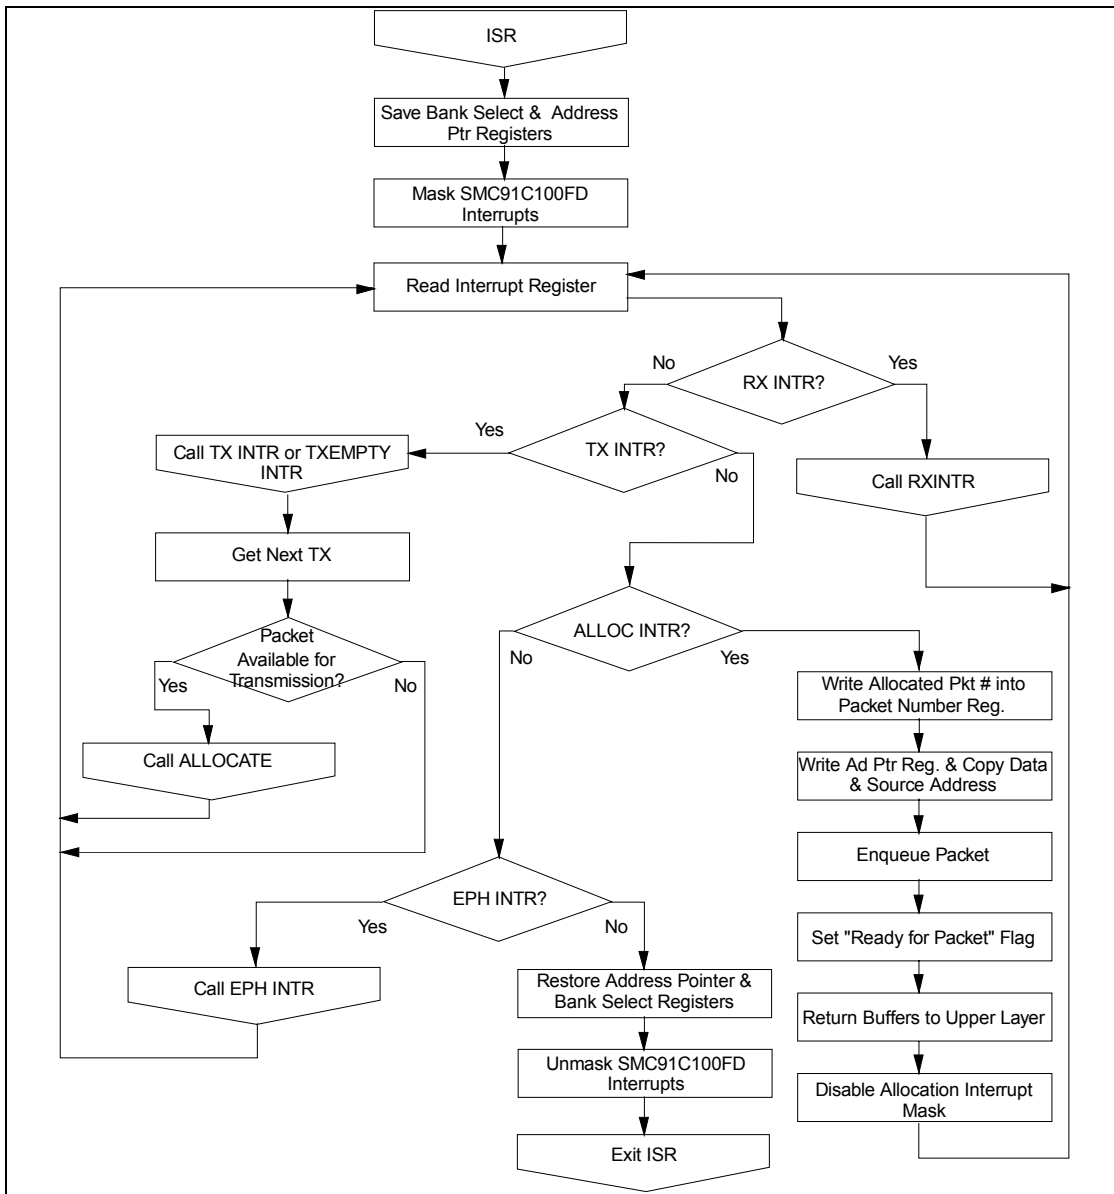 ISR
Save Bank Select & Address
Ptr Registers
Mask SMC91C100FD
Interrupts
Read Interrupt Register
No
Yes
RX INTR?
Yes
Call TX INTR or TXEMPTY
INTR
TX INTR?
No
Call RXINTR
Get Next TX
ALLOC INTR?
No
Yes
Packet
Available for
Transmission?
Yes
No
Write Allocated Pkt # into
Packet Number Reg.
Call ALLOCATE
Write Ad Ptr Reg. & Copy Data
& Source Address
Enqueue Packet
EPH INTR?
Yes
No
Set "Ready for Packet" Flag
Call EPH INTR
Restore Address Pointer &
Bank Select Registers
Return Buffers to Upper Layer
Unmask SMC91C100FD
Interrupts
Disable Allocation Interrupt
Mask
Exit ISR